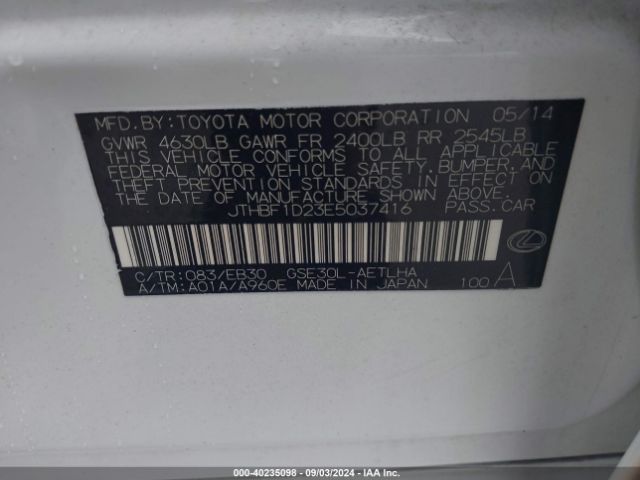 MFD.BY:TOYOTA MOTOR CORPORATION 05/14
GVWR 4630LB GAWR FR 2400LB RR 2545LB
THIS VEHICLE CONFORMS TO ALL APPLICABLE
FEDERAL MOTOR VEHICLE SAFETY,BUMPER,AND
THEFT PREVENTION STANDARDS IN EFFECT ON
THE DATE OF MANUFACTURE SHOWN ABOVE.
JTHBF1D23E5037416 PASS.CAR
C/TR:083/EB30 GSE30L-AETLHA
A/TM:A01A/A960E MADE IN JAPAN 100 A
000-40235098 - 09/03/2024 - IAATLLC